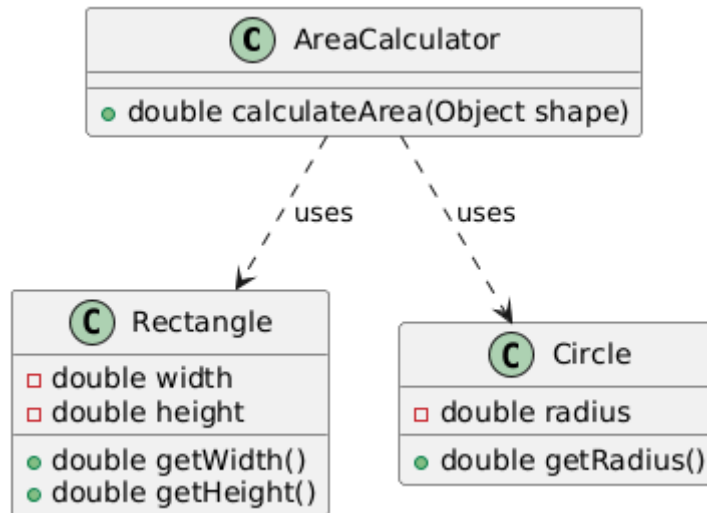 C AreaCalculator
double calculateArea(Object shape)
uses
uses
C Rectangle
double width
double height
double getWidth()
double getHeight()
C Circle
double radius
double getRadius()